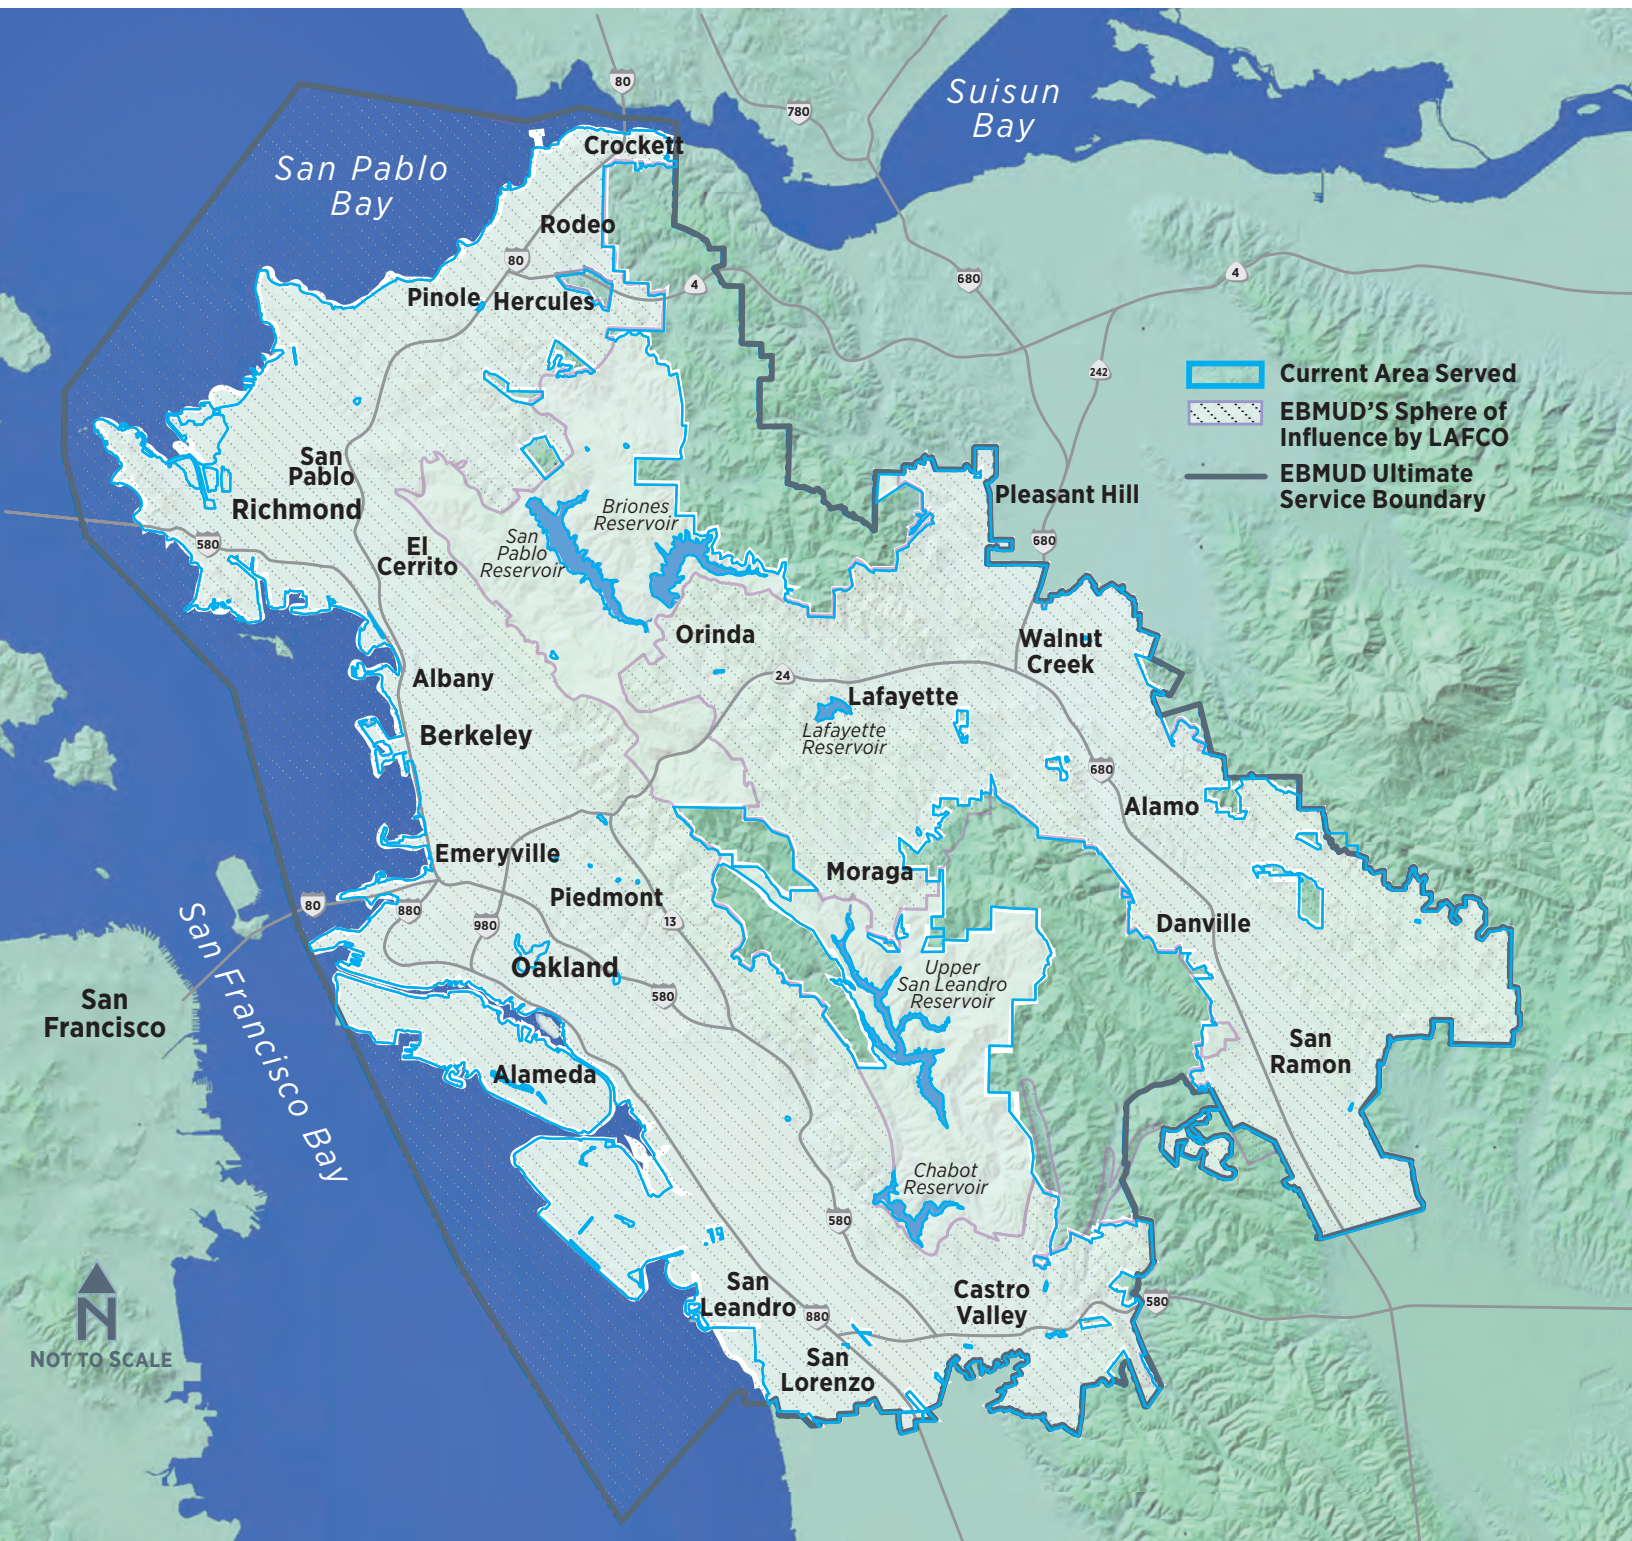 80
780
Suisun
Bay
Crockett
San Pablo
Bay
Rodeo
80
4
680
4
Pinole
Hercules
242
Current Area Served
EBMUD'S Sphere of
Influence by LAFCO
EBMUD Ultimate
Service Boundary
San
Pablo
Richmond
Pleasant Hill
Briones
Reservoir
San
Pablo
Reservoir
580
El
Cerrito
680
Orinda
Walnut
Creek
24
Albany
Lafayette
Lafayette
Reservoir
Berkeley
680
Alamo
Emeryville
Moraga
Piedmont
80
880
980
13
Danville
Oakland
Upper
San Leandro
Reservoir
580
San
Francisco
San Francisco Bay
San
Ramon
Alameda
Chabot
Reservoir
580
San
Leandro
Castro
Valley
580
880
N
NOT TO SCALE
San
Lorenzo